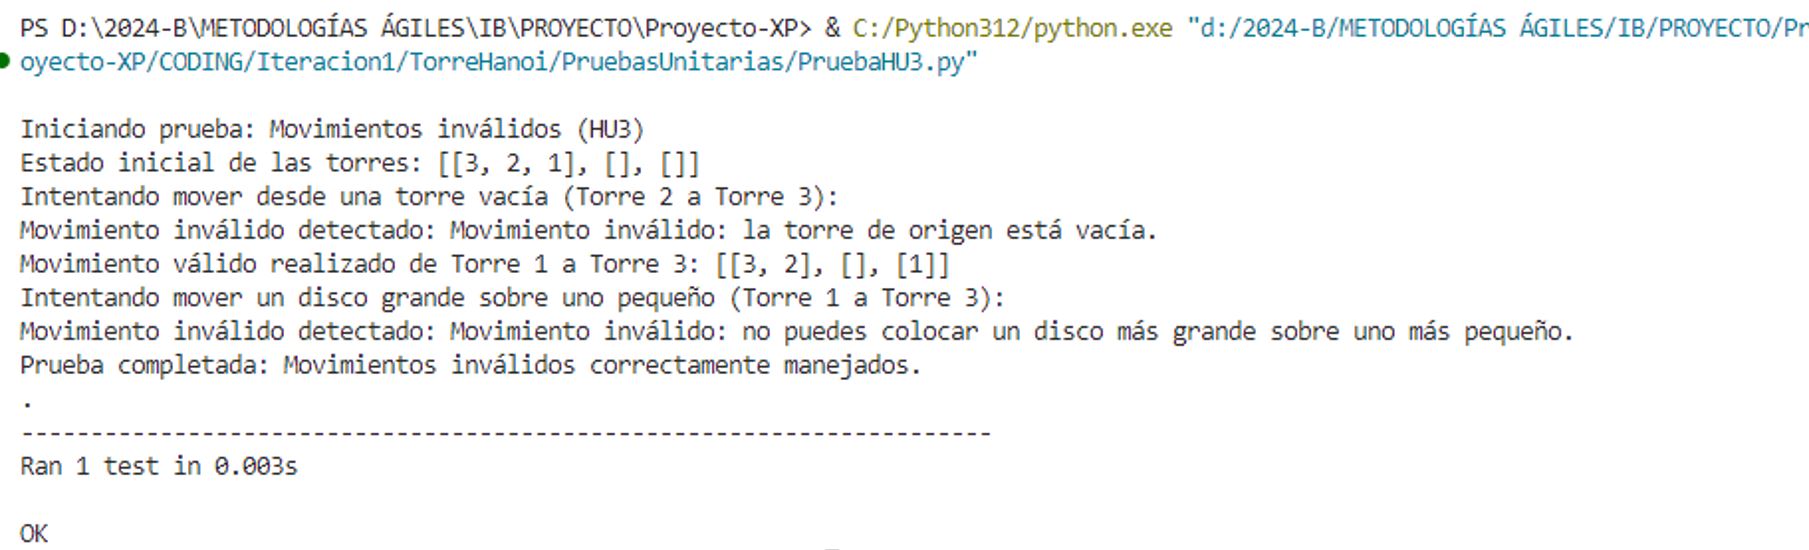 PS D:\2024-B\METODOLOGÍAS ÁGILES\IB\PROYECTO\Proyecto-XP> & C:/Python312/python.exe "d:/2024-B/METODOLOGÍAS ÁGILES/IB/PROYECTO/Pr
oyecto-XP/CODING/Iteracion1/TorreHanoi/PruebasUnitarias/PruebaHU3.py"
Iniciando prueba: Movimientos inválidos (HU3)
Estado inicial de las torres: [[3, 2, 1], [], []]
Intentando mover desde una torre vacía (Torre 2 a Torre 3):
Movimiento inválido detectado: Movimiento inválido: la torre de origen está vacía.
Movimiento válido realizado de Torre 1 a Torre 3: [[3, 2], [], [1]]
Intentando mover un disco grande sobre uno pequeño (Torre 1 a Torre 3):
Movimiento inválido detectado: Movimiento inválido: no puedes colocar un disco más grande sobre uno más pequeño.
Prueba completada: Movimientos inválidos correctamente manejados.
.
----------------------------------------------------------------------
Ran 1 test in 0.003s
OK